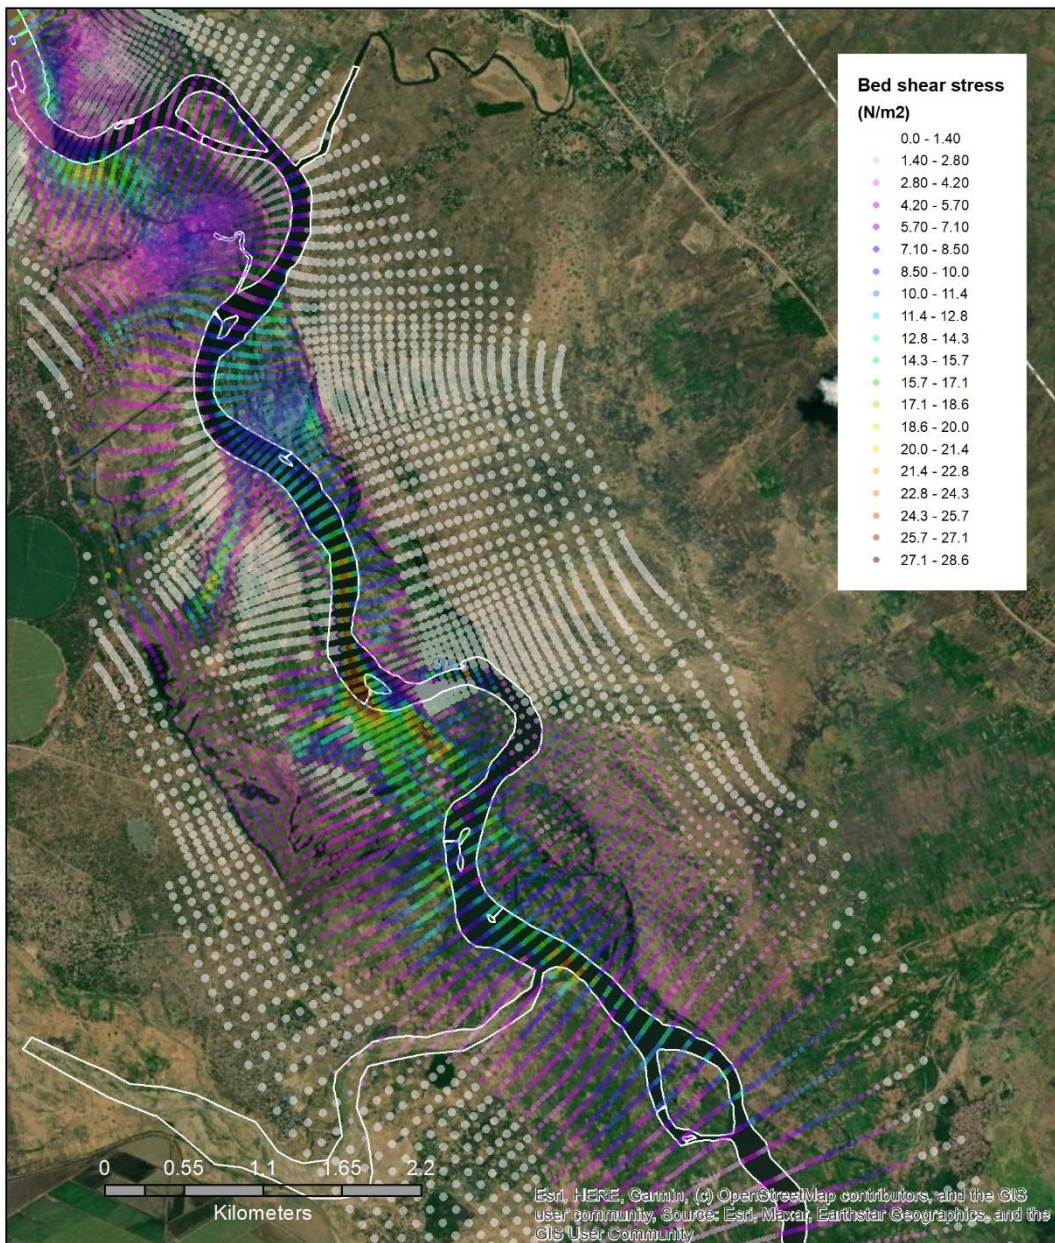 Bed shear stress
(N/m2)
0.0 - 1.40
1.40 - 2.80
2.80 - 4.20
4.20 - 5.70
5.70 - 7.10
7.10 - 8.50
8.50 - 10.0
10.0 - 11.4
11.4 - 12.8
12.8 - 14.3
14.3 - 15.7
15.7 - 17.1
17.1 - 18.6
18.6 - 20.0
20.0 - 21.4
21.4 - 22.8
22.8 - 24.3
24.3 - 25.7
25.7 - 27.1
27.1 - 28.6
0 0.55 1.1 1.65 2.2
Kilometers
Esri, HERE, Garmin, (c) OpenStreetMap contributors, and the GIS
user community, Source: Esri, Maxar, Earthstar Geographics, and the
GIS User Community